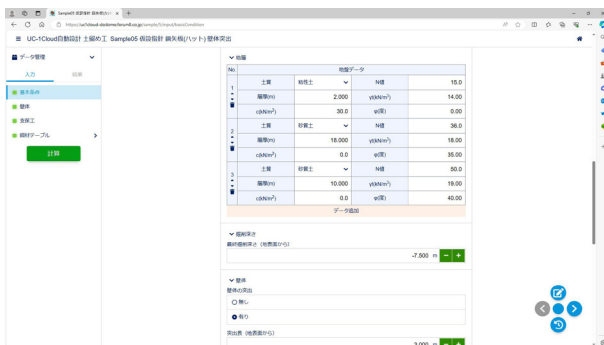 Sample05 仮設指針 鋼矢板(ハット)
https://uc1cloud-dodome.forum8.co.jp/sample/5/input/basicCondition
UC-1Cloud自動設計 土留め工 Sample05 仮設指針 鋼矢板(ハット) 壁体突出
データ管理
入力 結果
基本条件
壁体
支保工
部材テーブル
計算
地層
No. 地盤データ
1
土質 粘性土 N値 15.0
層厚(m) 2.000 γt(kN/m³) 14.00
c(kN/m²) 30.0 φ(度) 0.00
2
土質 砂質土 N値 36.0
層厚(m) 18.000 γt(kN/m³) 18.00
c(kN/m²) 0.0 φ(度) 35.00
3
土質 砂質土 N値 50.0
層厚(m) 10.000 γt(kN/m³) 19.00
c(kN/m²) 0.0 φ(度) 40.00
データ追加
掘削深さ
最終掘削深さ (地表面から)
-7.500 m
壁体
壁体の突出
無し
有り
突出長 (地表面から)